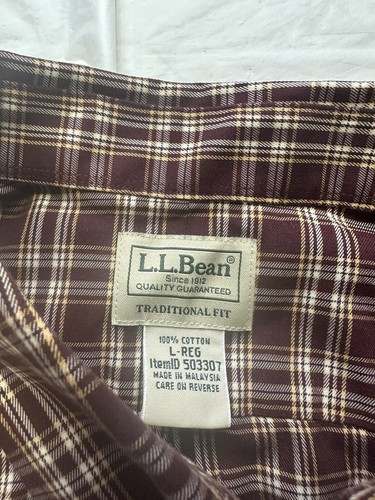 L.L.Bean®
Since 1912
QUALITY GUARANTEED
TRADITIONAL FIT
100% COTTON
L-REG
ItemID 503307
MADE IN MALAYSIA
CARE ON REVERSE